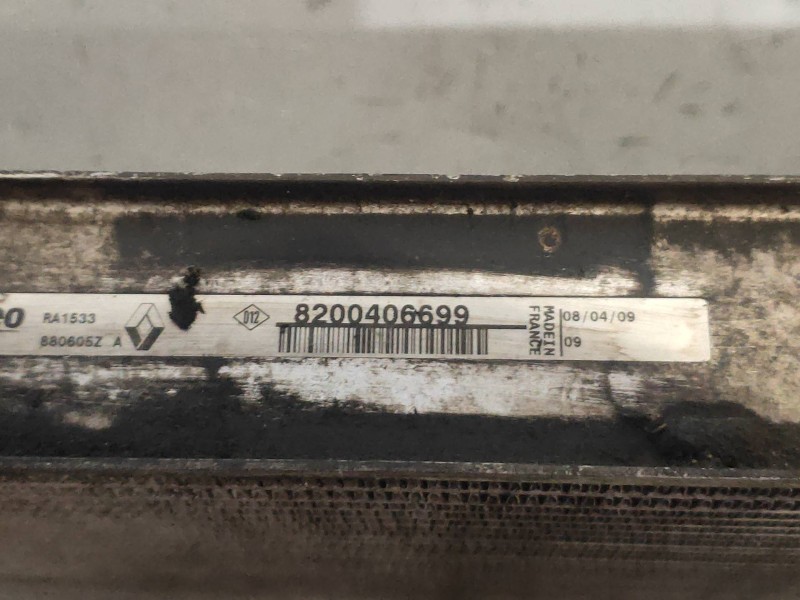 RA1533
880605Z A
D12
8200406699
MADE IN
FRANCE
08/04/09
09